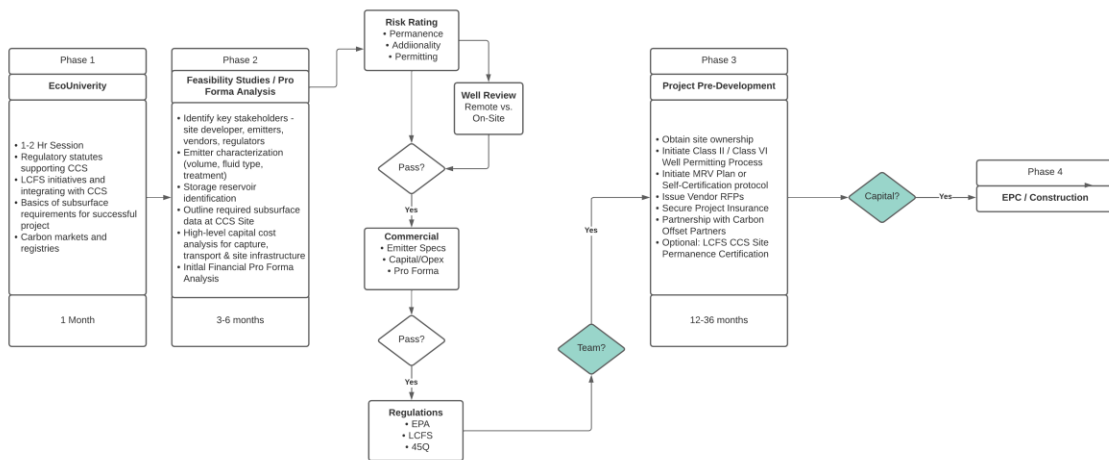 Phase 1
EcoUniverity
• 1-2 Hr Session
• Regulatory statutes
supporting CCS
• LCFS initiatives and
integrating with CCS
• Basics of subsurface
requirements for successful
project
• Carbon markets and
registries
1 Month
Phase 2
Feasibility Studies / Pro
Forma Analysis
• Identify key stakeholders -
site developer, emitters,
vendors, regulators
• Emitter characterization
(volume, fluid type,
treatment)
• Storage reservoir
identification
• Outline required subsurface
data at CCS Site
• High-level capital cost
analysis for capture,
transport & site infrastructure
• Initlal Financial Pro Forma
Analysis
3-6 months
Risk Rating
• Permanence
• Addiionality
• Permitting
Well Review
Remote vs.
On-Site
Pass?
Yes
Commercial
• Emitter Specs
• Capital/Opex
• Pro Forma
Pass?
Yes
Regulations
• EPA
• LCFS
• 45Q
Team?
Yes
Phase 3
Project Pre-Development
• Obtain site ownership
• Initiate Class II / Class VI
Well Permitting Process
• Initiate MRV Plan or
Self-Certification protocol
• Issue Vendor RFPs
• Secure Project Insurance
• Partnership with Carbon
Offset Partners
• Optional: LCFS CCS Site
Permanence Certification
12-36 months
Capital?
Yes
Phase 4
EPC / Construction